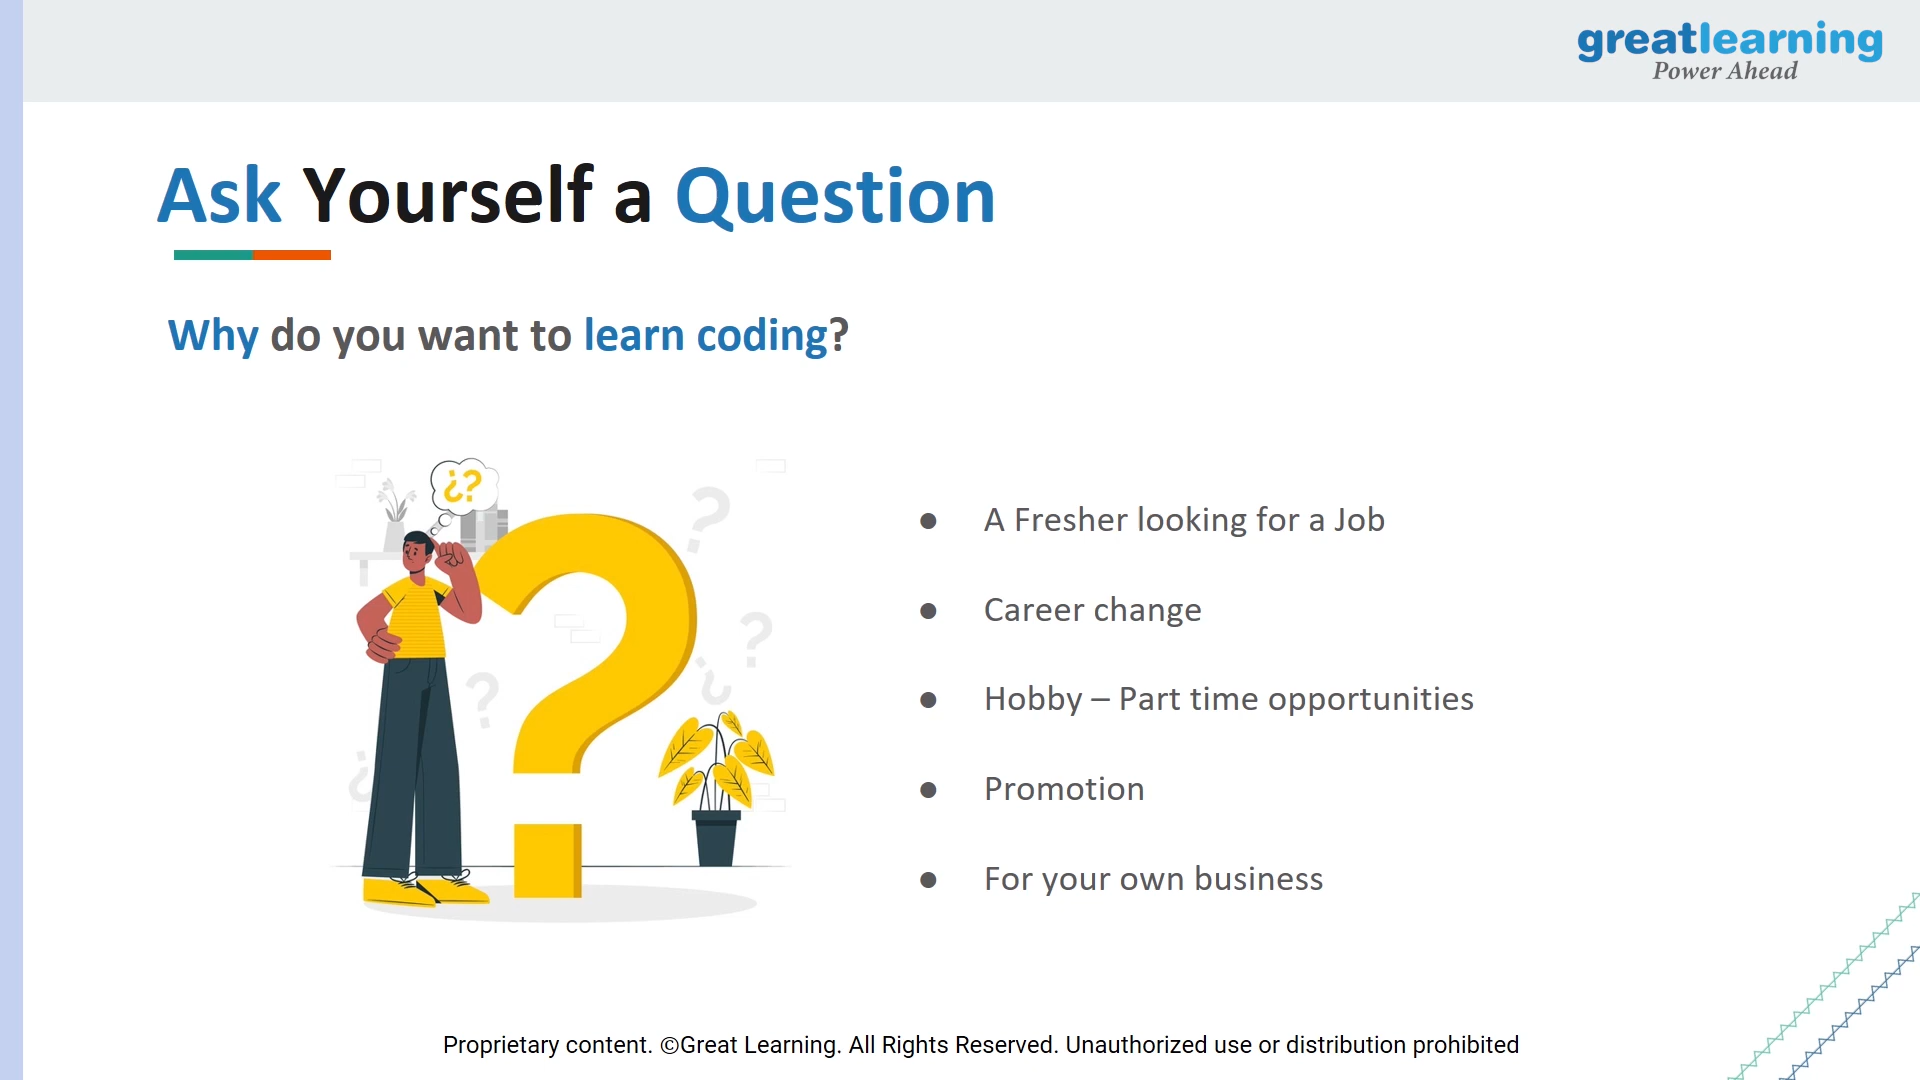 greatlearning
Power Ahead
Ask Yourself a Question
Why do you want to learn coding?
¿?
● A Fresher looking for a Job
● Career change
● Hobby – Part time opportunities
● Promotion
● For your own business
Proprietary content. ©Great Learning. All Rights Reserved. Unauthorized use or distribution prohibited